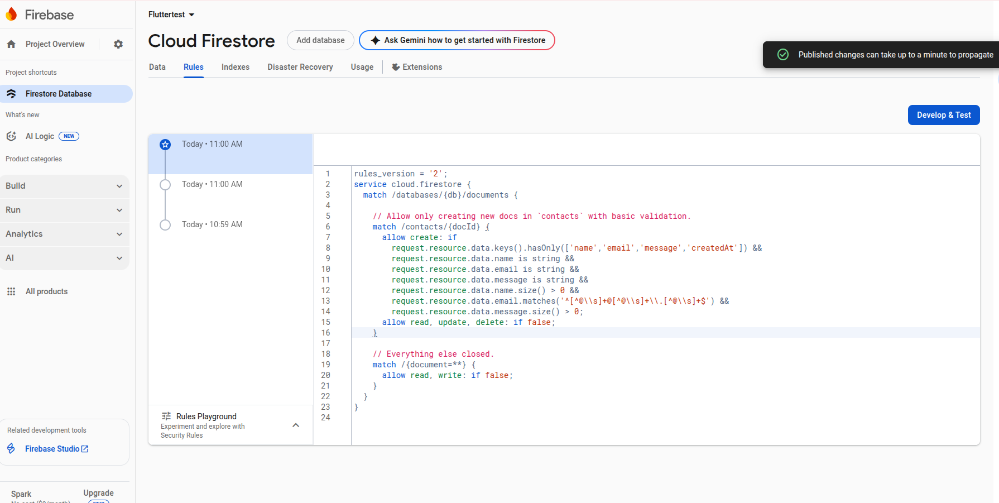 Firebase
Project Overview
Project shortcuts
Firestore Database
What's new
AI Logic NEW
Product categories
Build
Run
Analytics
AI
All products
Related development tools
Firebase Studio
Spark
No cost ($0/month)
Upgrade
NEW
Fluttertest
Cloud Firestore
Add database
Ask Gemini how to get started with Firestore
Published changes can take up to a minute to propagate
Data Rules Indexes Disaster Recovery Usage Extensions
Develop & Test
Today • 11:00 AM
Today • 11:00 AM
Today • 10:59 AM
Rules Playground
Experiment and explore with
Security Rules
1 rules_version = '2';
2 service cloud.firestore {
3 match /databases/{db}/documents {
4
5 // Allow only creating new docs in `contacts` with basic validation.
6 match /contacts/{docId} {
7 allow create: if
8 request.resource.data.keys().hasOnly(['name','email','message','createdAt']) &&
9 request.resource.data.name is string &&
10 request.resource.data.email is string &&
11 request.resource.data.message is string &&
12 request.resource.data.name.size() > 0 &&
13 request.resource.data.email.matches('^[^@\\s]+@[^@\\s]+\\.[^@\\s]+$') &&
14 request.resource.data.message.size() > 0;
15 allow read, update, delete: if false;
16 }
17
18 // Everything else closed.
19 match /{document=**} {
20 allow read, write: if false;
21 }
22 }
23 }
24